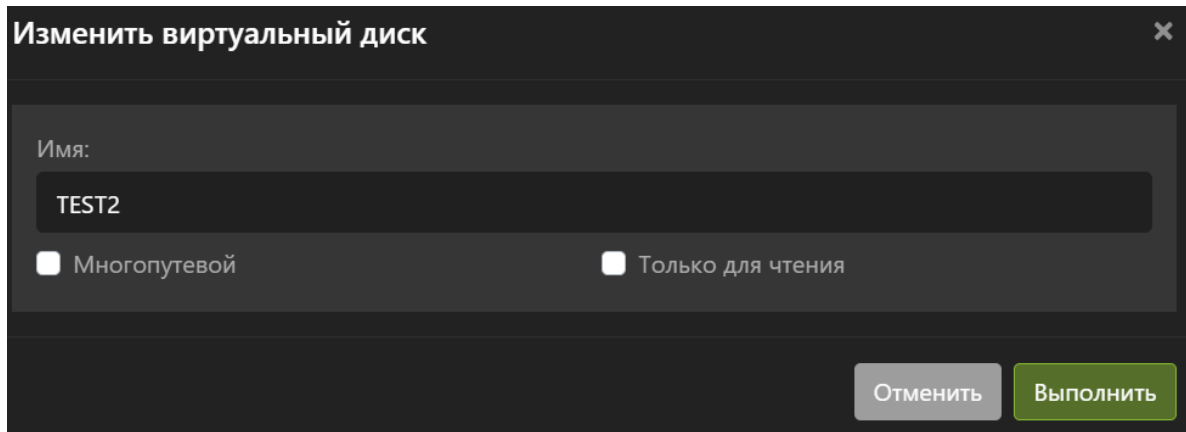 Изменить виртуальный диск
Имя:
TEST2
Многопутевой Только для чтения
Отменить Выполнить